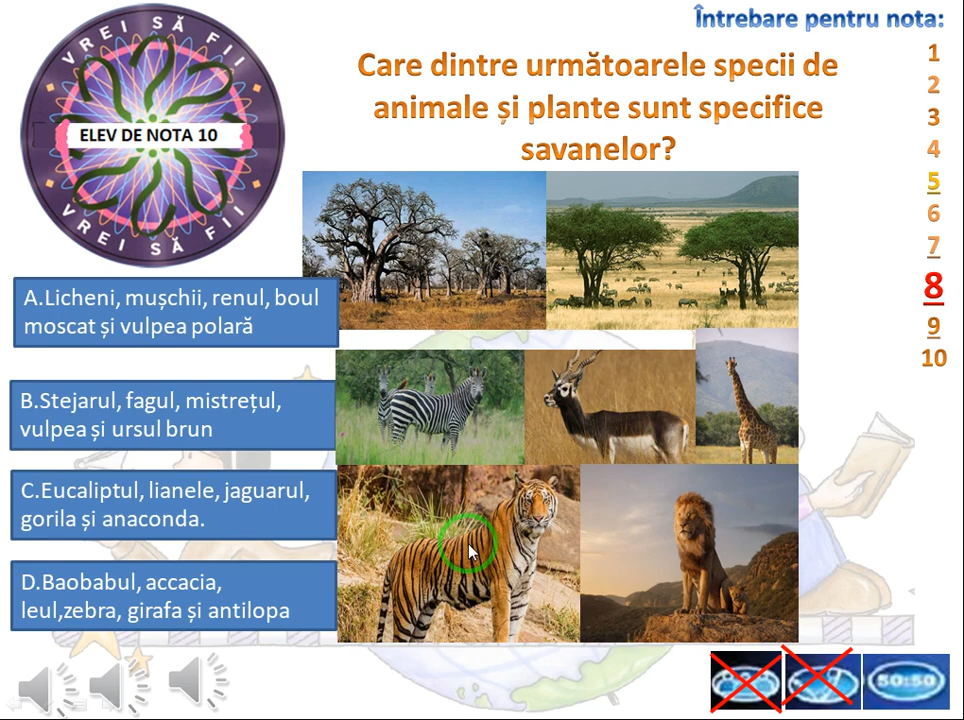 VREI SĂ FII
ELEV DE NOTA 10
VREI SĂ FII
Întrebare pentru nota:
Care dintre următoarele specii de
animale și plante sunt specifice
savanelor?
1
2
3
4
5
6
7
8
9
10
A.Licheni, mușchii, renul, boul
moscat și vulpea polară
B.Stejarul, fagul, mistrețul,
vulpea și ursul brun
C.Eucaliptul, lianele, jaguarul,
gorila și anaconda.
D.Baobabul, accacia,
leul,zebra, girafa și antilopa
50:50